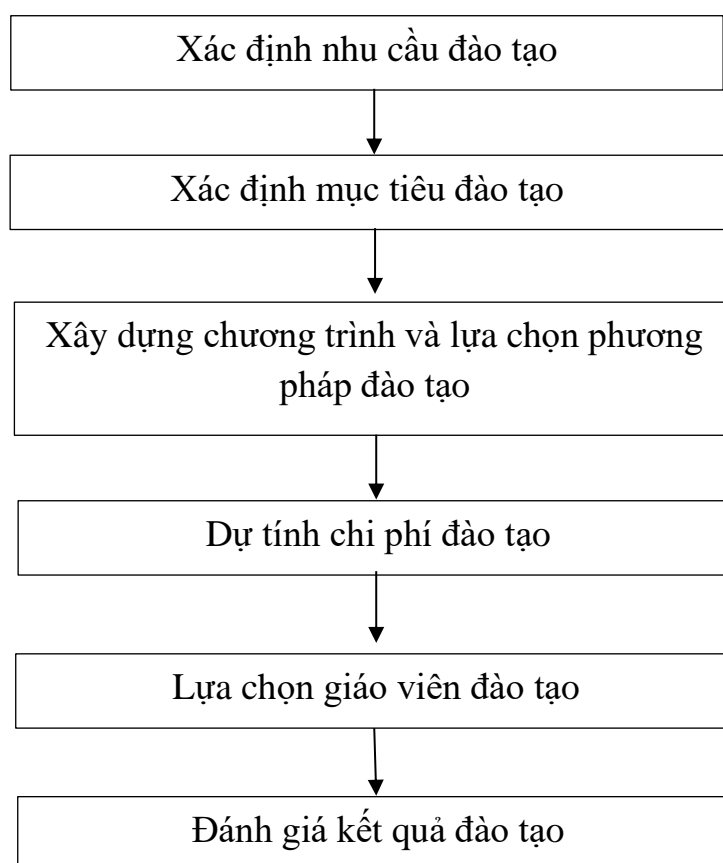 Xác định nhu cầu đào tạo
Xác định mục tiêu đào tạo
Xây dựng chương trình và lựa chọn phương
pháp đào tạo
Dự tính chi phí đào tạo
Lựa chọn giáo viên đào tạo
Đánh giá kết quả đào tạo